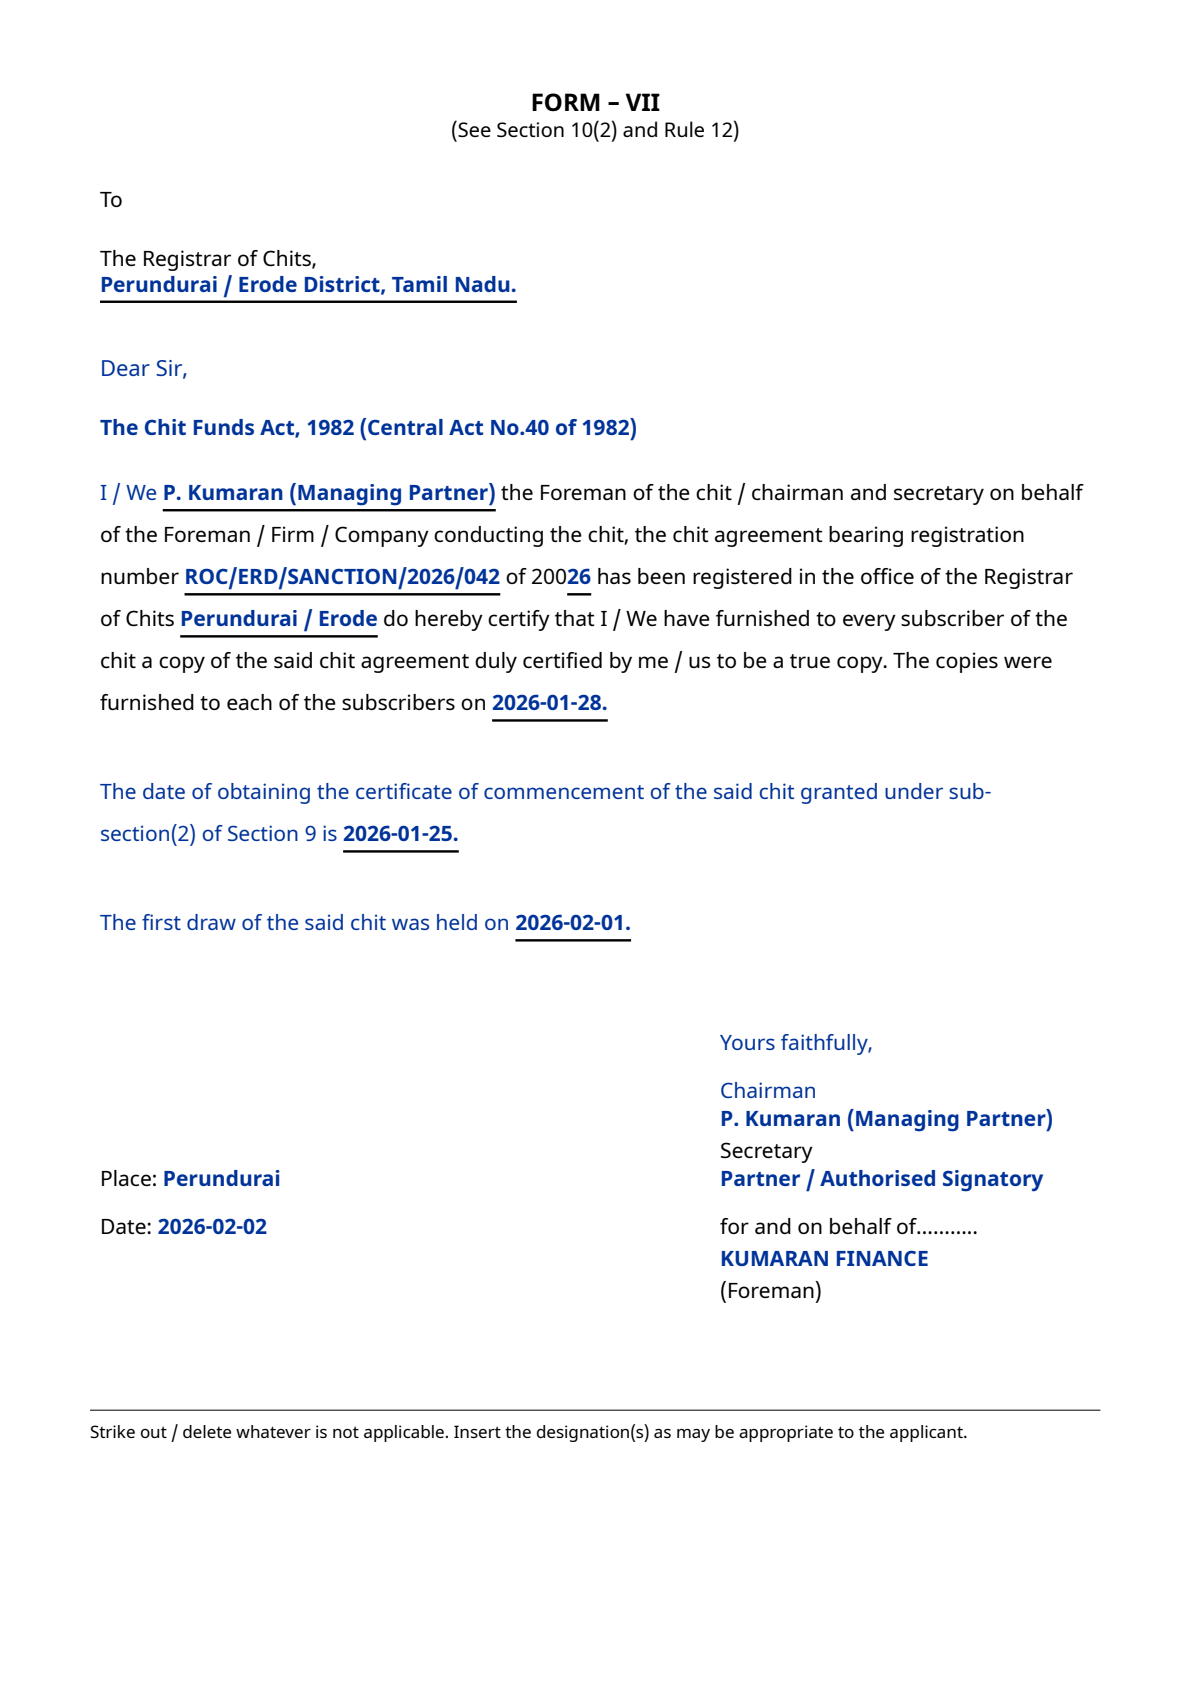 FORM – VII
(See Section 10(2) and Rule 12)
To
The Registrar of Chits,
Perundurai / Erode District, Tamil Nadu.
Dear Sir,
The Chit Funds Act, 1982 (Central Act No.40 of 1982)
I / We P. Kumaran (Managing Partner) the Foreman of the chit / chairman and secretary on behalf
of the Foreman / Firm / Company conducting the chit, the chit agreement bearing registration
number ROC/ERD/SANCTION/2026/042 of 20026 has been registered in the office of the Registrar
of Chits Perundurai / Erode do hereby certify that I / We have furnished to every subscriber of the
chit a copy of the said chit agreement duly certified by me / us to be a true copy. The copies were
furnished to each of the subscribers on 2026-01-28.
The date of obtaining the certificate of commencement of the said chit granted under sub-
section(2) of Section 9 is 2026-01-25.
The first draw of the said chit was held on 2026-02-01.
Yours faithfully,
Chairman
P. Kumaran (Managing Partner)
Secretary
Place: Perundurai
Partner / Authorised Signatory
Date: 2026-02-02
for and on behalf of...........
KUMARAN FINANCE
(Foreman)
Strike out / delete whatever is not applicable. Insert the designation(s) as may be appropriate to the applicant.